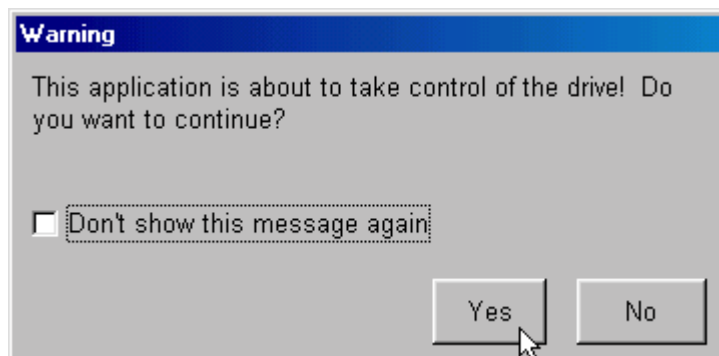 Warning
This application is about to take control of the drive!  Do
you want to continue?
Don't show this message again
Yes
No